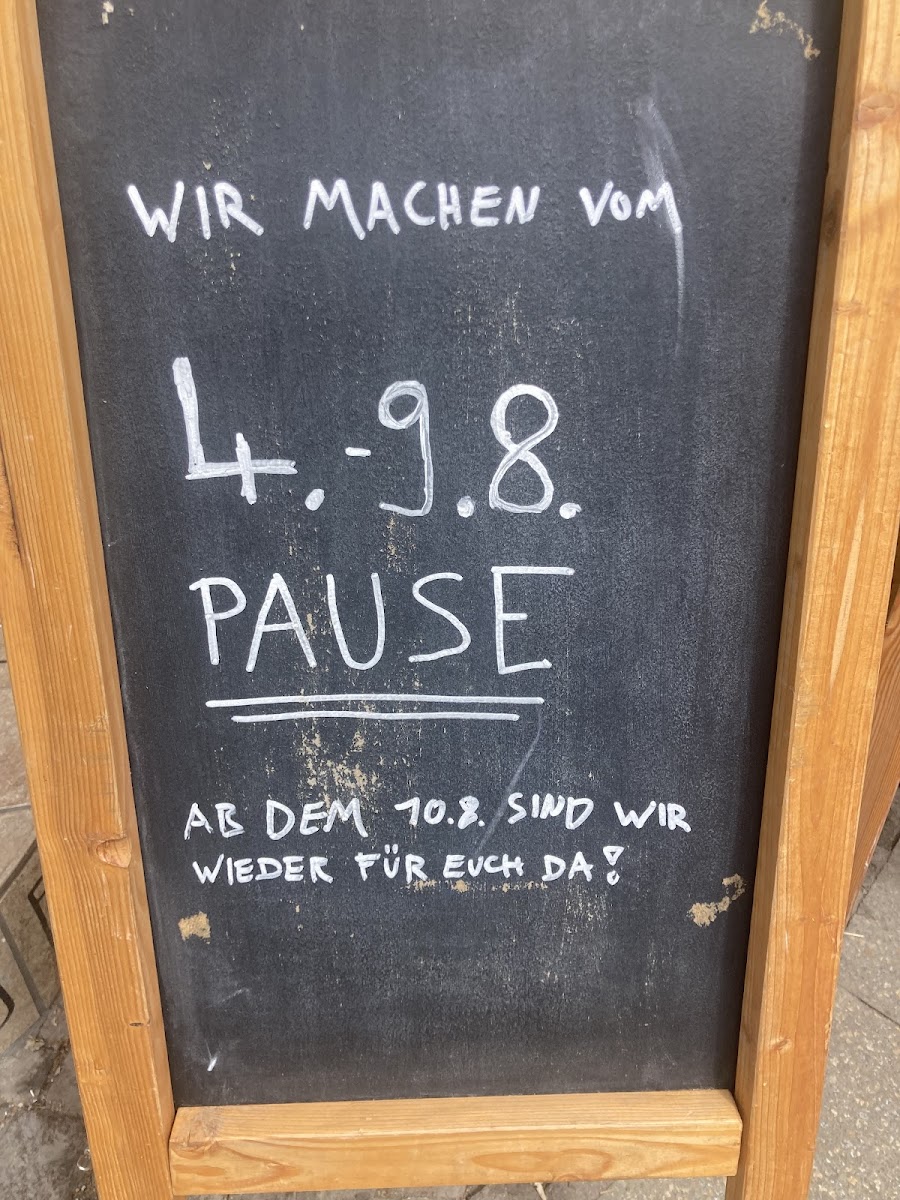 WIR MACHEN VOM
4.-9.8.
PAUSE
AB DEM 10.8. SIND WIR
WIEDER FÜR EUCH DA!